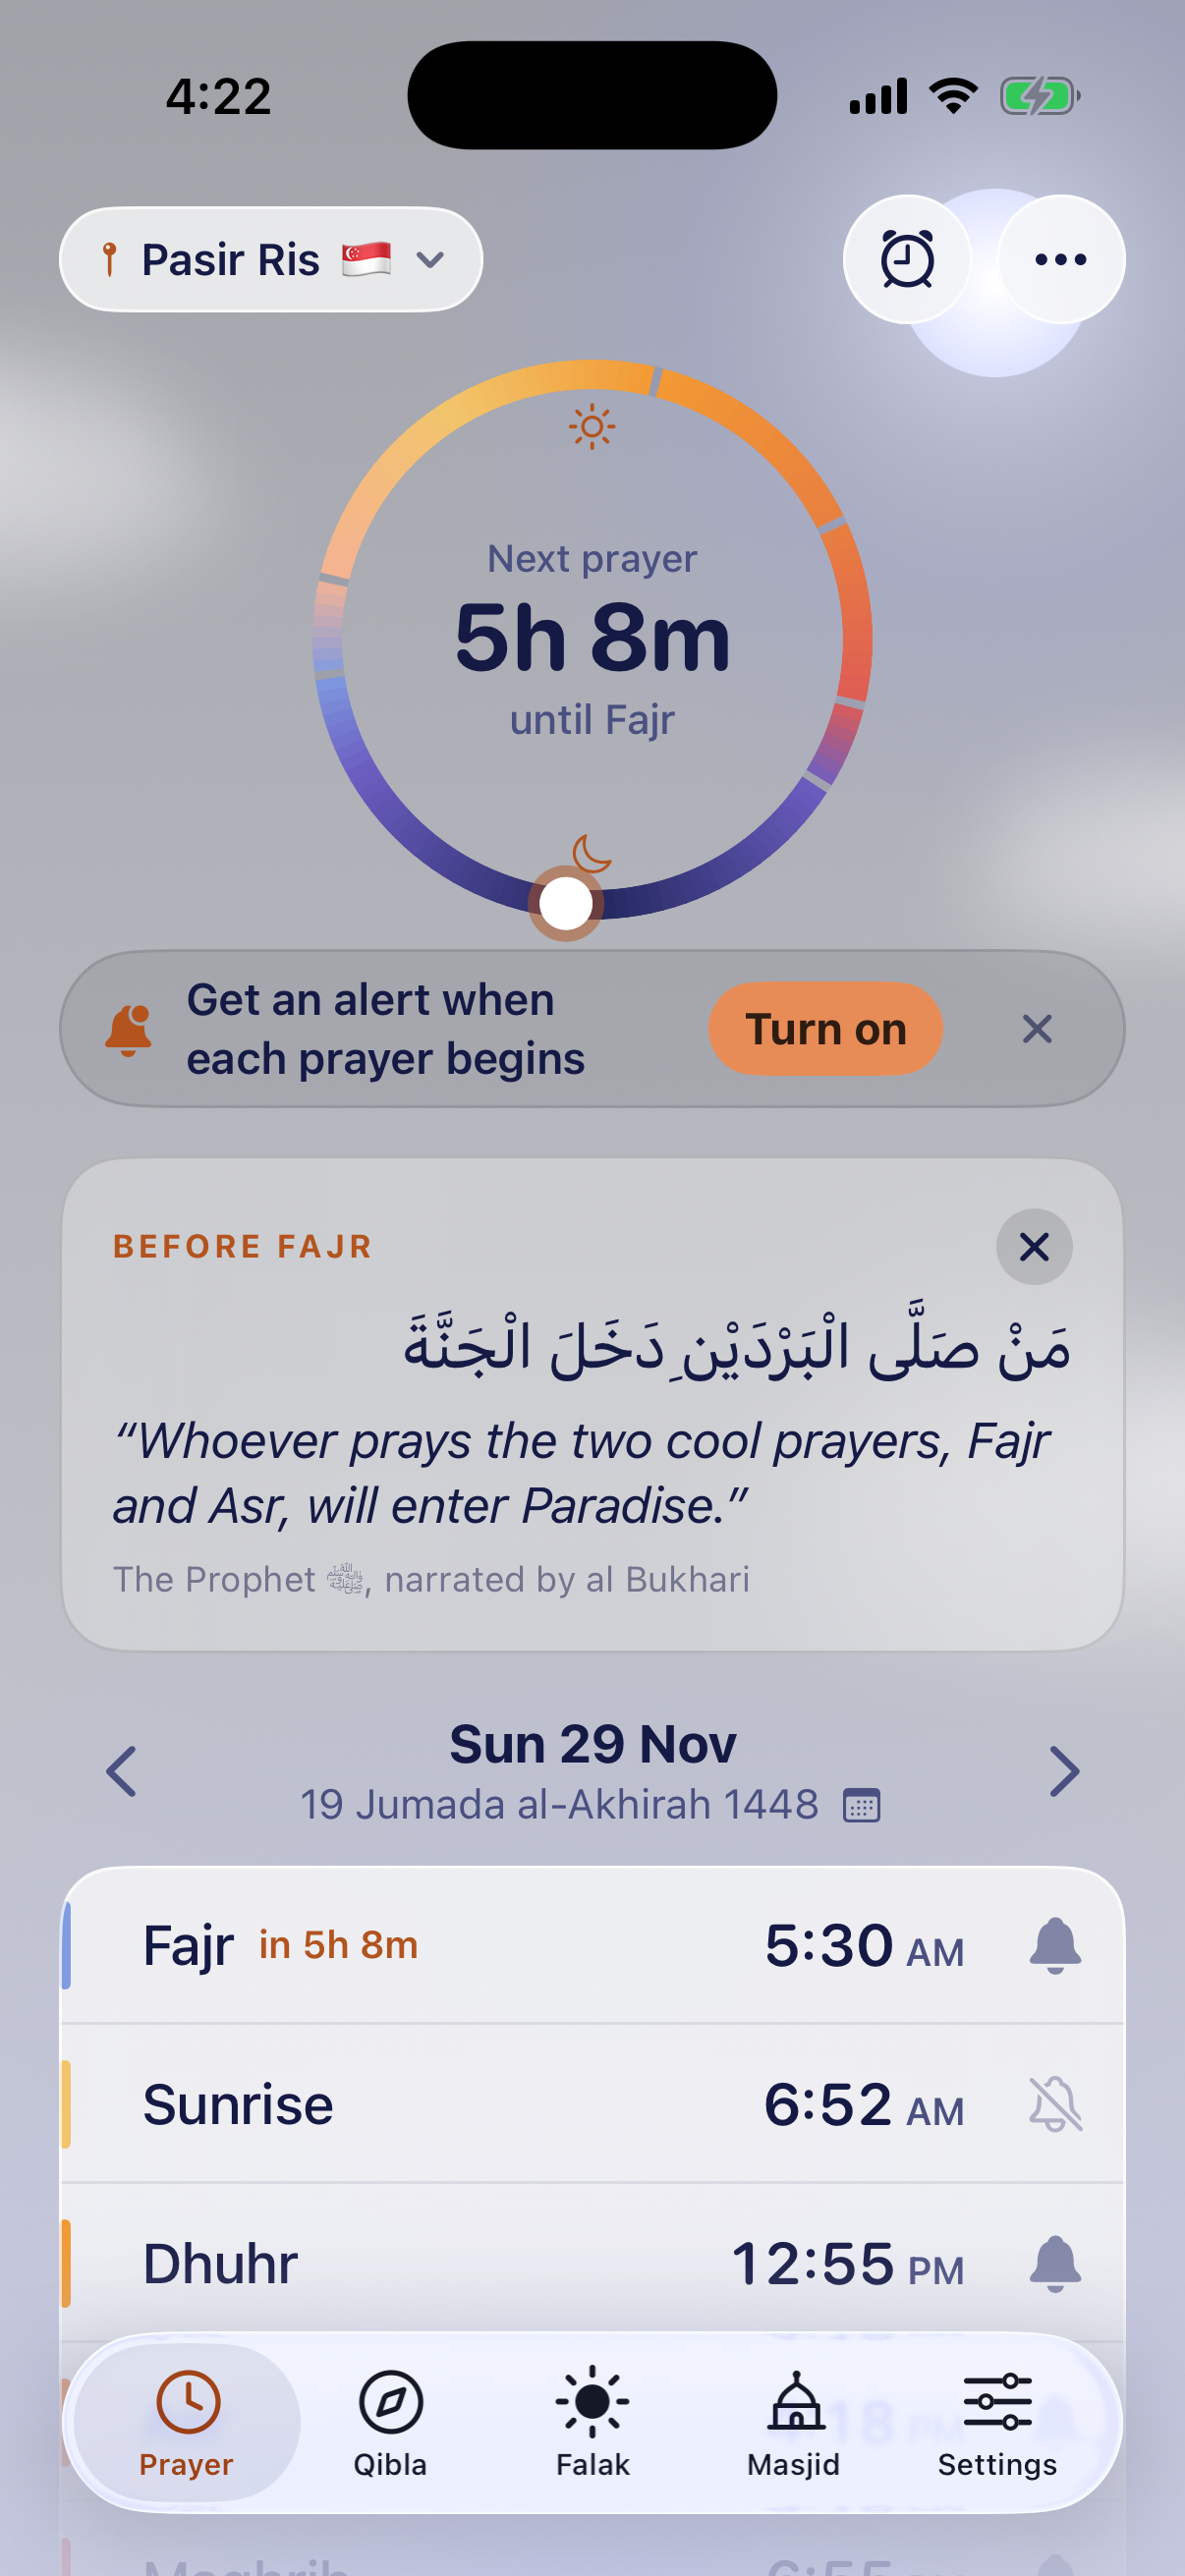 4:22
Pasir Ris 🇸🇬
Next prayer
5h 8m
until Fajr
Get an alert when
each prayer begins
Turn on
BEFORE FAJR
مَنْ صَلَّى الْبَرْدَيْنِ دَخَلَ الْجَنَّةَ
“Whoever prays the two cool prayers, Fajr
and Asr, will enter Paradise.”
The Prophet ﷺ, narrated by al Bukhari
Sun 29 Nov
19 Jumada al-Akhirah 1448
Fajr in 5h 8m 5:30 AM
Sunrise 6:52 AM
Dhuhr 12:55 PM
Prayer Qibla Falak Masjid Settings